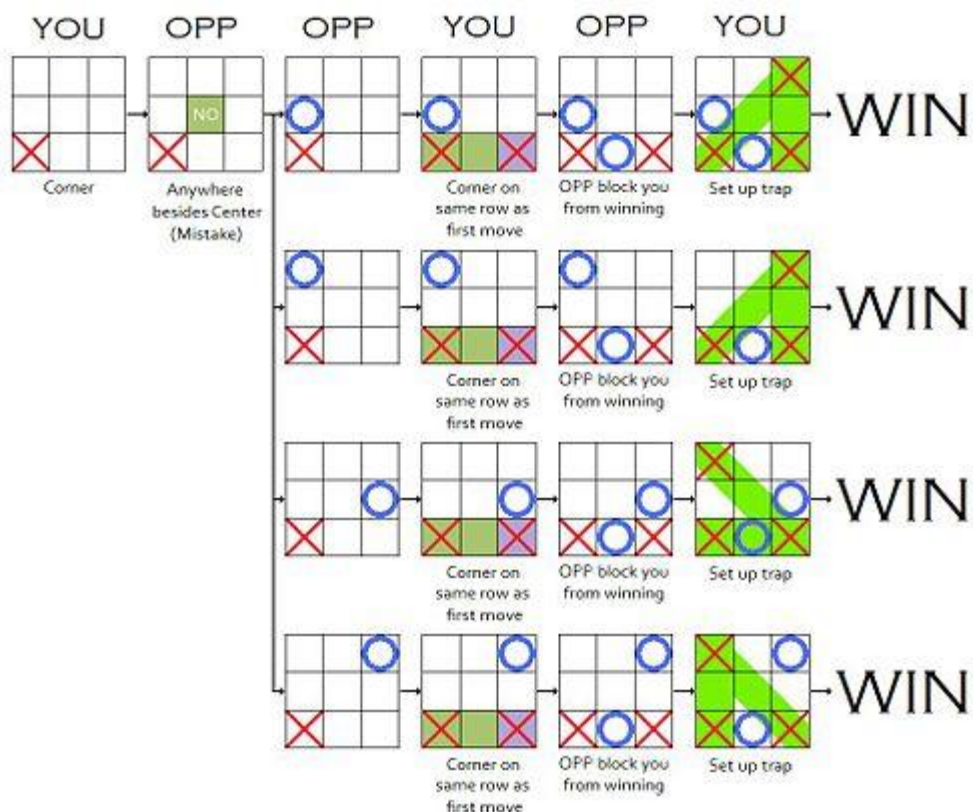 YOU OPP OPP YOU OPP YOU
NO
WIN
Corner
Anywhere
besides Center
(Mistake)
Corner on
same row as
first move
OPP block you
from winning
Set up trap
WIN
Corner on
same row as
first move
OPP block you
from winning
Set up trap
WIN
Corner on
same row as
first move
OPP block you
from winning
Set up trap
WIN
Corner on
same row as
first move
OPP block you
from winning
Set up trap